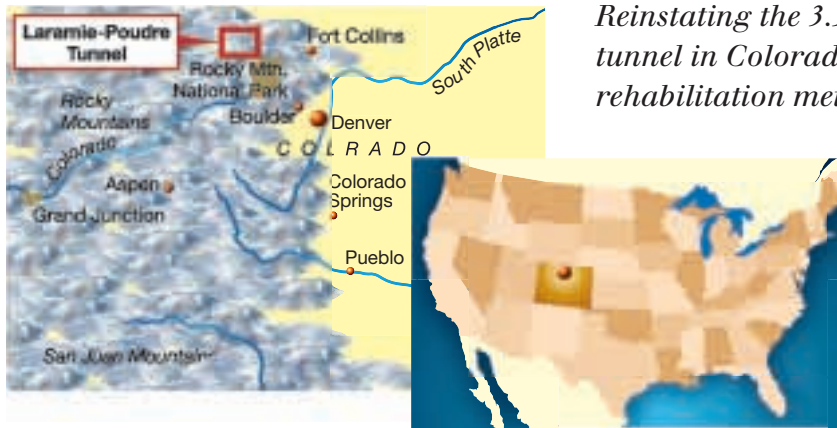 Reinstating the 3.
tunnel in Colorad
rehabilitation me
Laramie-Poudre
Tunnel
Fort Collins
South Platte
Rocky Mtn.
National Park
Rocky
Mountains
Boulder
Denver
Colorado
COLORADO
Aspen
Colorado
Springs
Grand Junction
Pueblo
San Juan Mountains